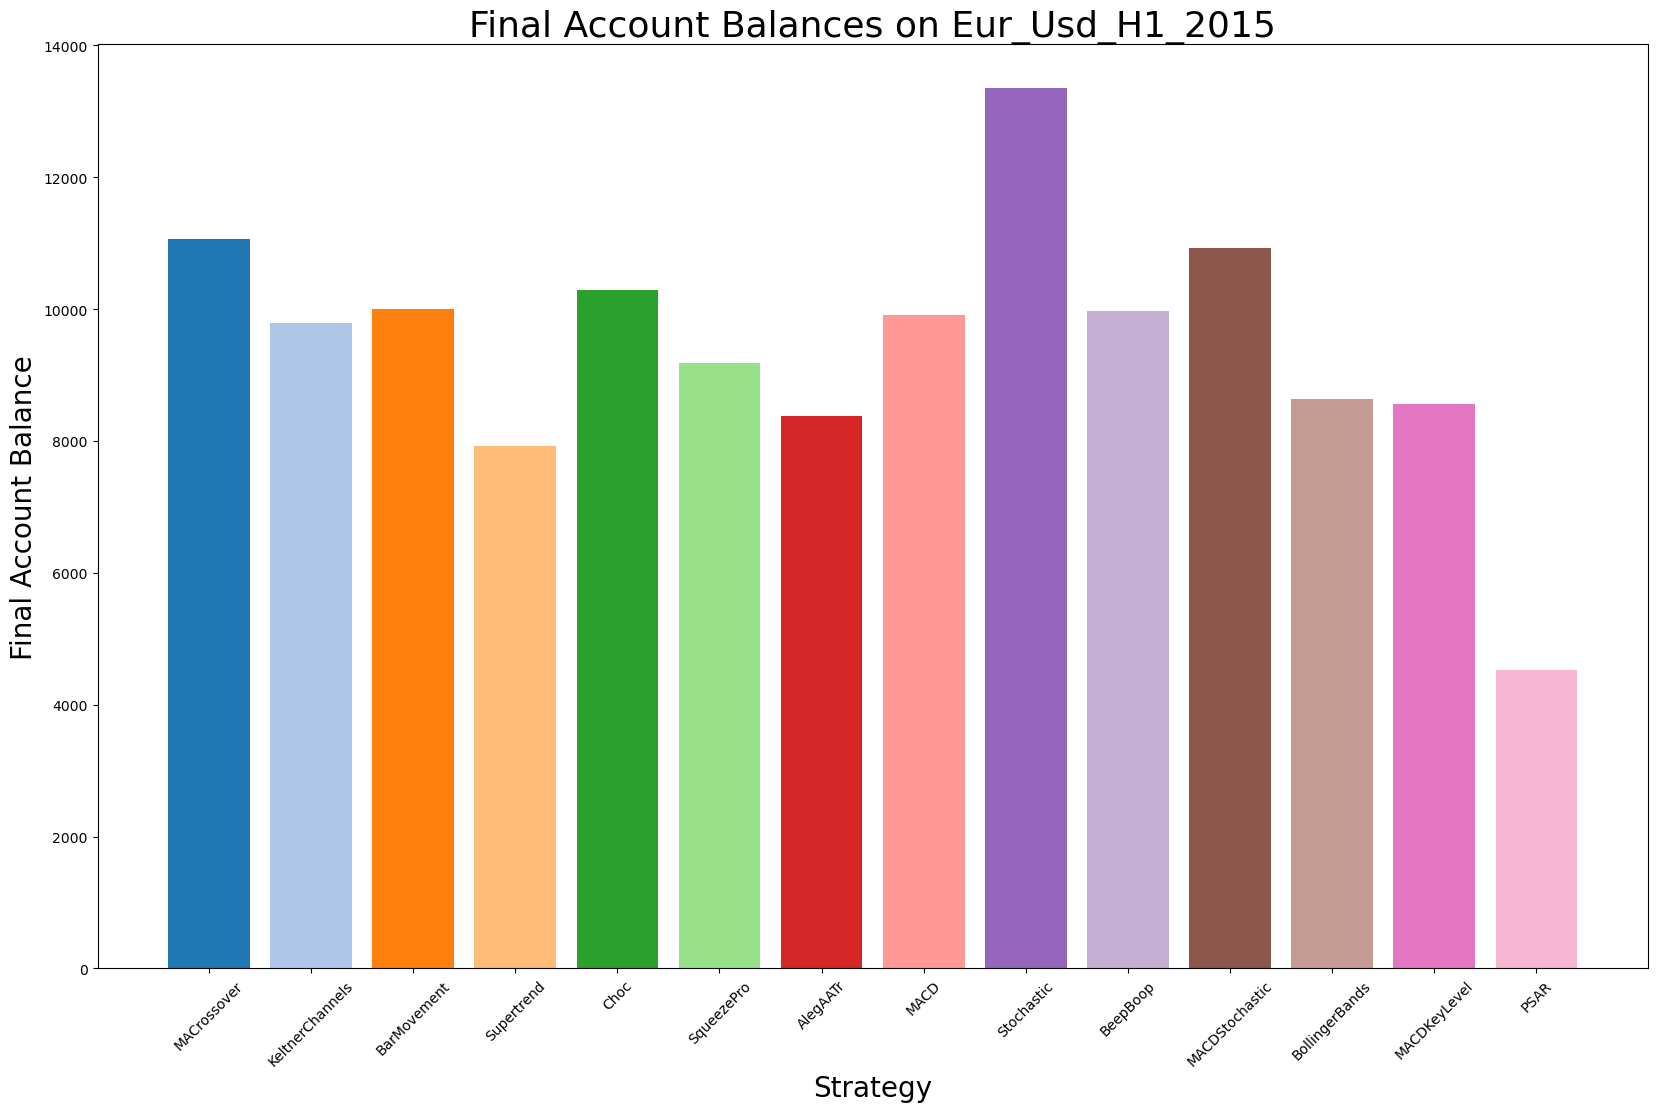 Final Account Balances on Eur_Usd_H1_2015
14000
12000
10000
8000
6000
4000
2000
0
Final Account Balance
MACrossover
KeltnerChannels
BarMovement
Supertrend
Choc
SqueezePro
AlegAATr
MACD
Stochastic
BeepBoop
MACDStochastic
BollingerBands
MACDKeyLevel
PSAR
Strategy